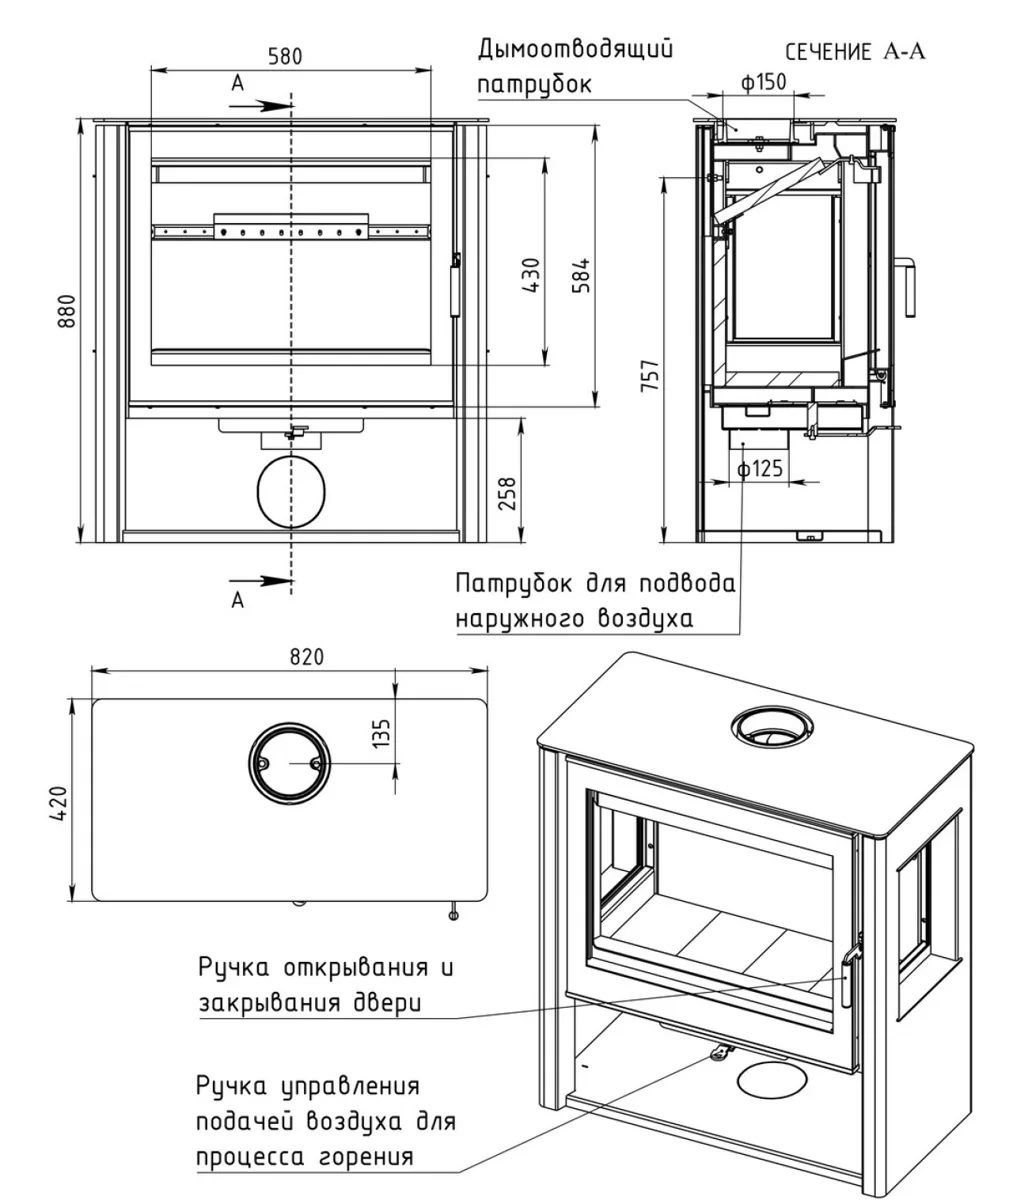 580
А
Дымоотводящий
патрубок
СЕЧЕНИЕ А-А
ф150
880
430
584
757
258
ф125
А
Патрубок для подвода
наружного воздуха
820
135
420
Ручка открывания и
закрывания двери
Ручка управления
подачей воздуха для
процесса горения